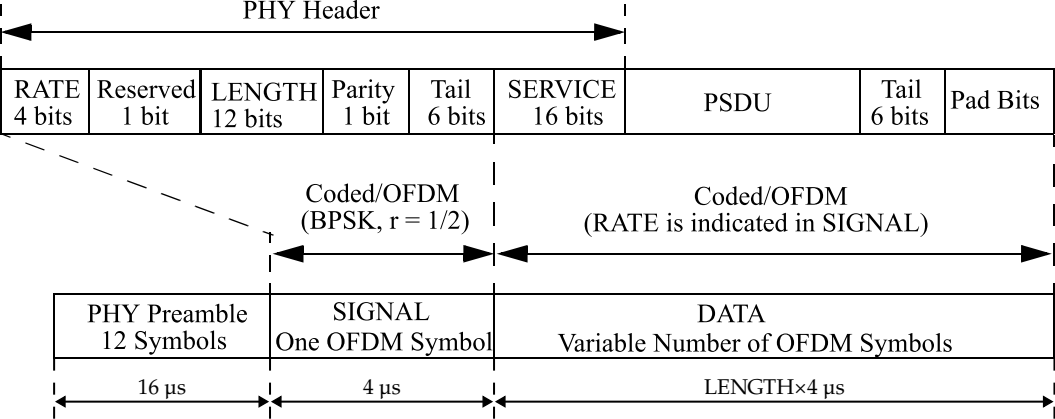 PHY Header
RATE Reserved LENGTH Parity Tail SERVICE PSDU Tail Pad Bits
4 bits 1 bit 12 bits 1 bit 6 bits 16 bits 6 bits
Coded/OFDM Coded/OFDM
(BPSK, r = 1/2) (RATE is indicated in SIGNAL)
PHY Preamble SIGNAL DATA
12 Symbols One OFDM Symbol Variable Number of OFDM Symbols
16 µs 4 µs LENGTH×4 µs